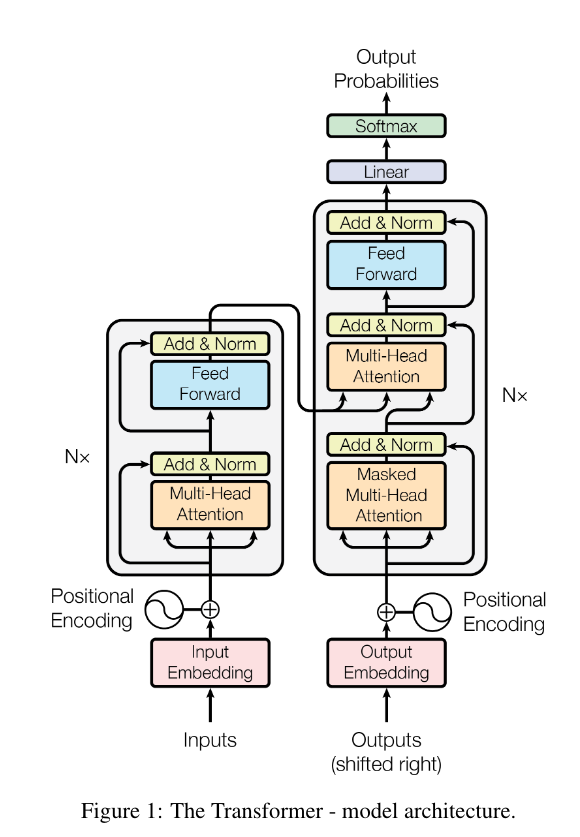 Output
Probabilities
Softmax
Linear
Add & Norm
Feed
Forward
Add & Norm
Multi-Head
Attention
Add & Norm
Masked
Multi-Head
Attention
N×
Add & Norm
Feed
Forward
Add & Norm
Multi-Head
Attention
N×
Positional
Encoding
Positional
Encoding
Input
Embedding
Output
Embedding
Inputs
Outputs
(shifted right)
Figure 1: The Transformer - model architecture.